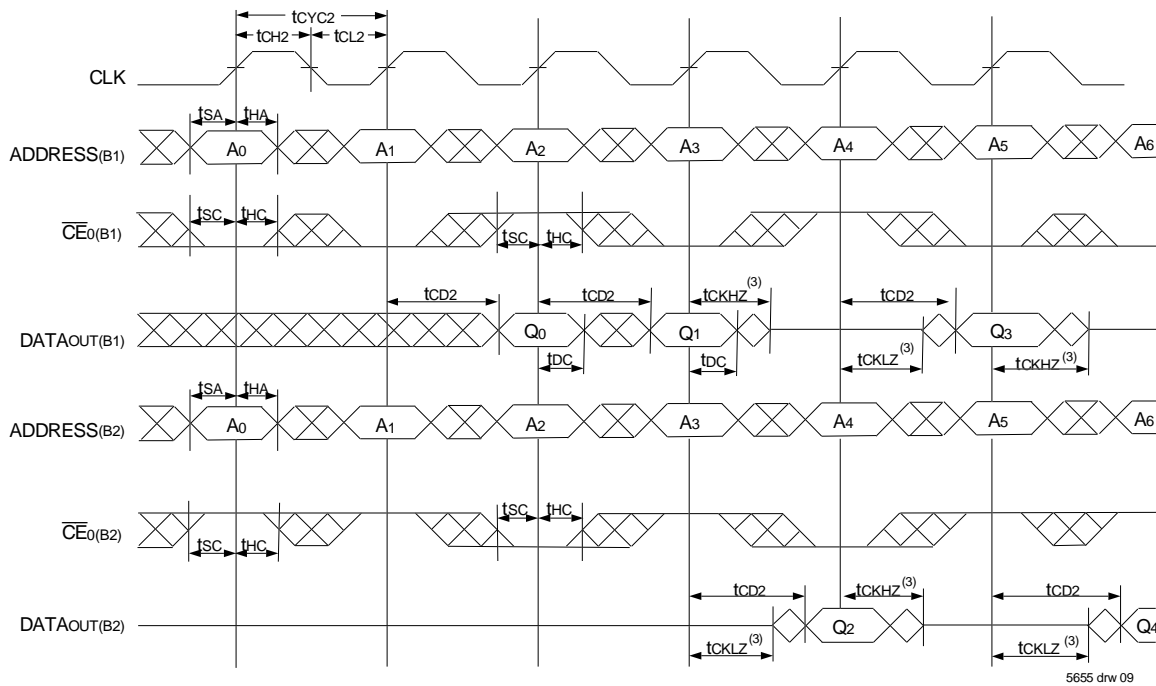 tCYC2
tCH2 tCL2
CLK
tSA tHA
ADDRESS(B1) A0 A1 A2 A3 A4 A5 A6
tSC tHC
CE0(B1)
tSC tHC
tCD2 tCD2 tCKHZ(3) tCD2
DATAOUT(B1) Q0 Q1 Q3
tDC tDC tCKLZ(3) tCKHZ(3)
tSA tHA
ADDRESS(B2) A0 A1 A2 A3 A4 A5 A6
tSC tHC
CE0(B2)
tSC tHC
tCD2 tCKHZ(3) tCD2
DATAOUT(B2) Q2 Q4
tCKLZ(3) tCKLZ(3)
5655 drw 09